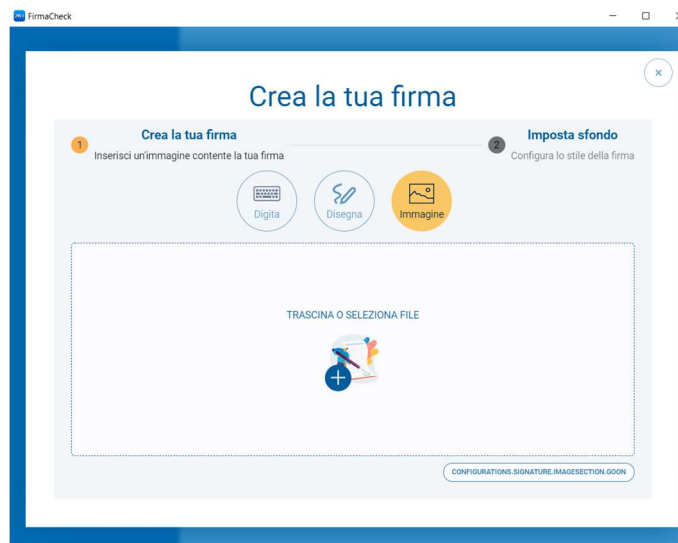 FirmaCheck
Crea la tua firma
1
Crea la tua firma
Inserisci un'immagine contente la tua firma
2
Imposta sfondo
Configura lo stile della firma
Digita
Disegna
Immagine
TRASCINA O SELEZIONA FILE
CONFIGURATIONS.SIGNATURE.IMAGESECTION.GOON